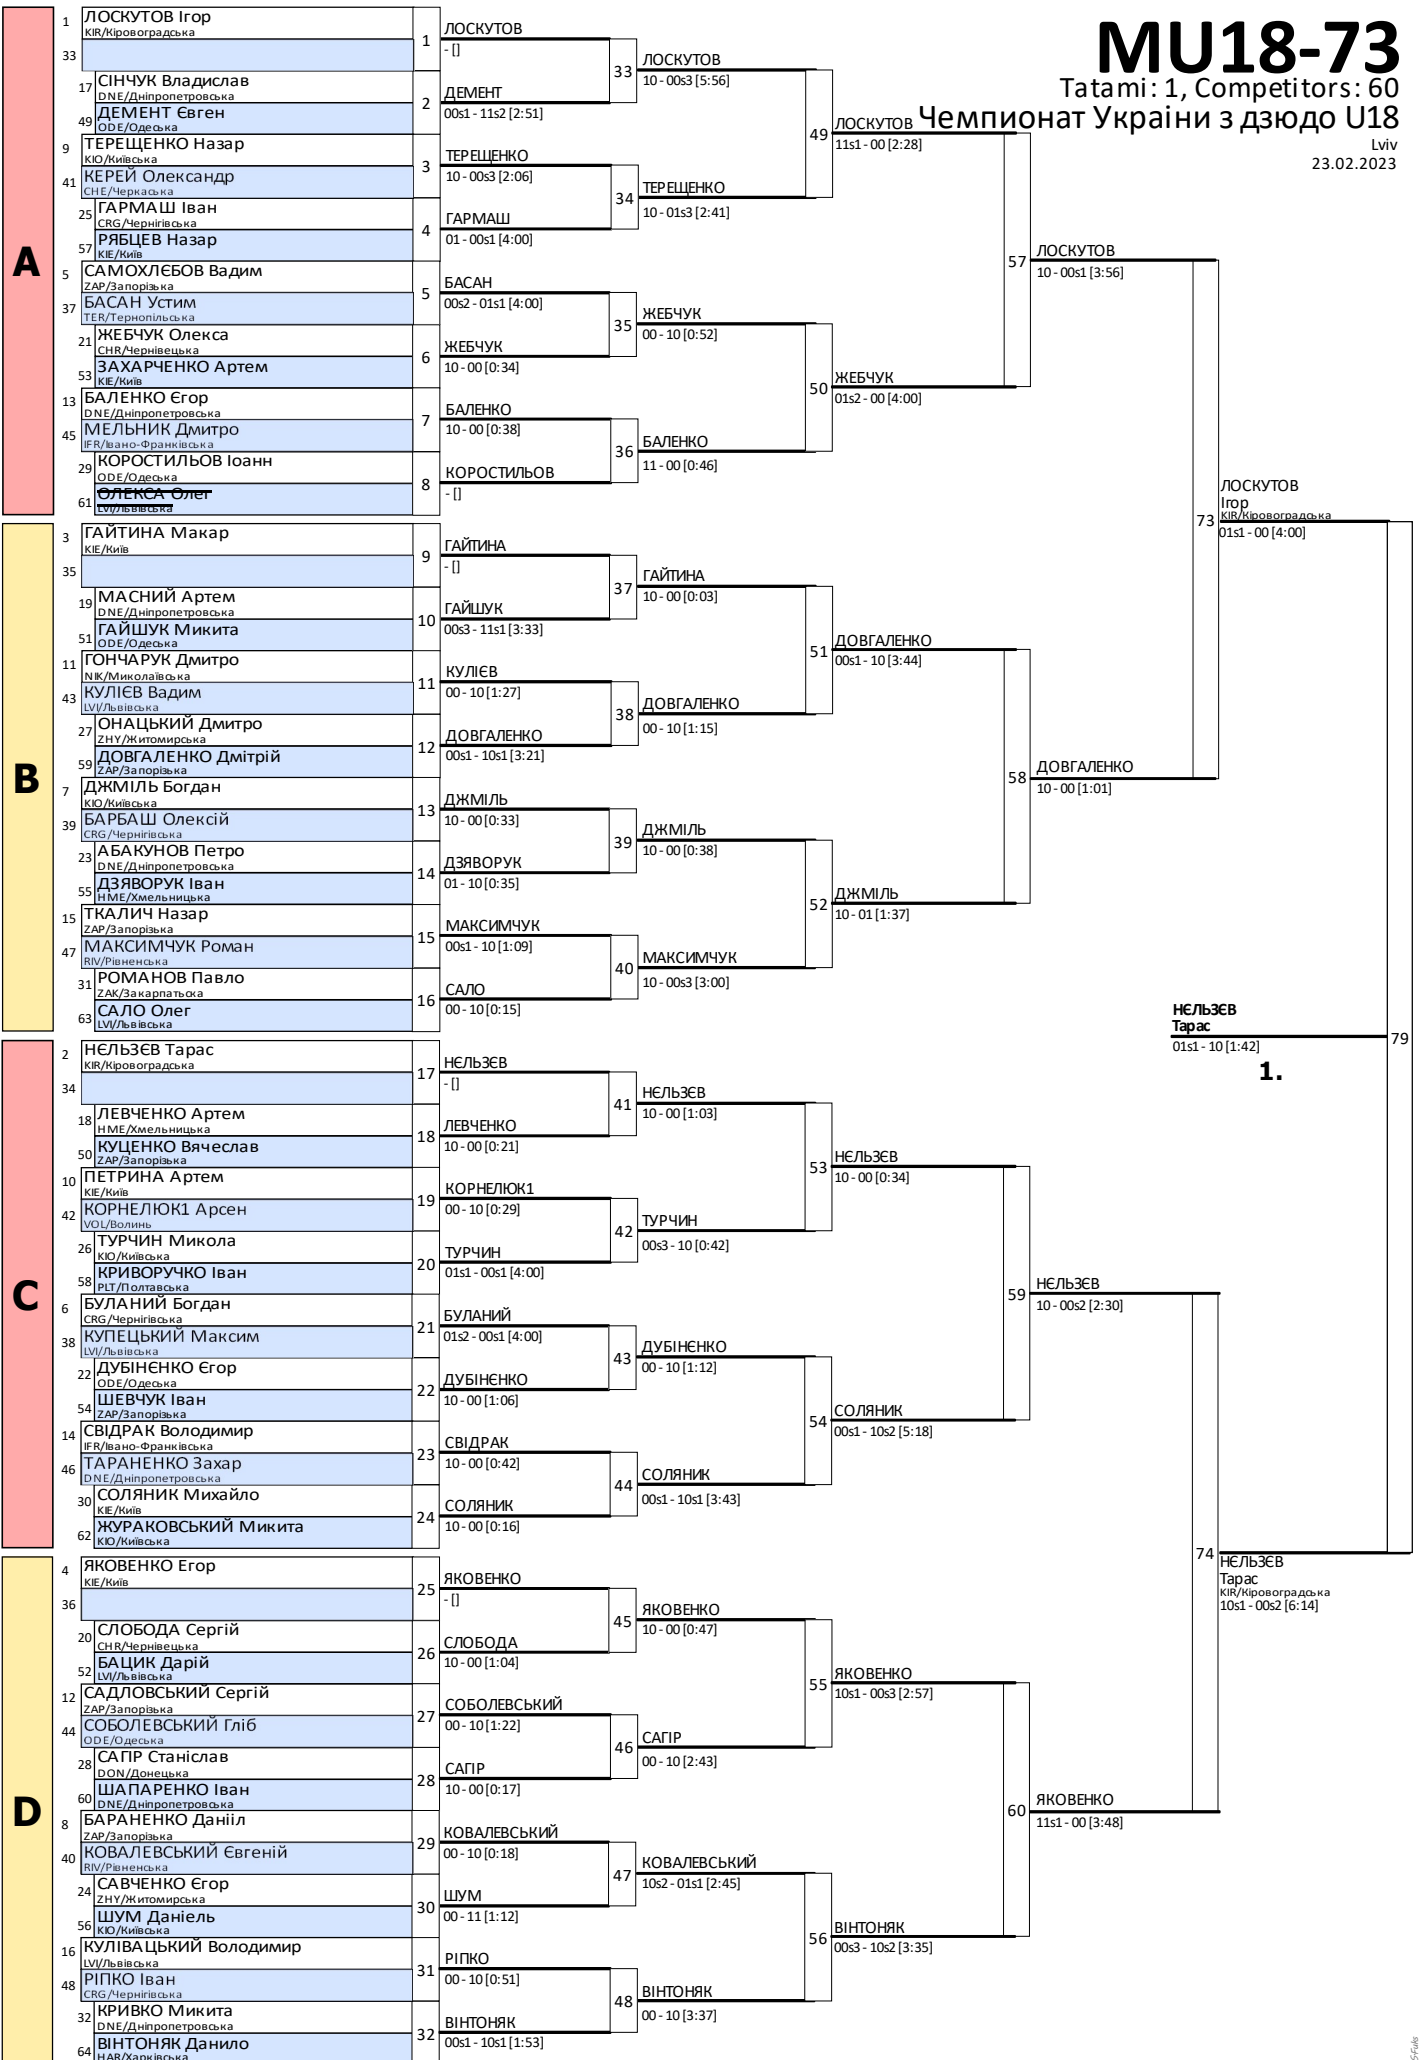 MU18-73
Tatami: 1, Competitors: 60
Чемпионат Украіни з дзюдо U18
Lviv
23.02.2023
A
1 ЛОСКУТОВ Ігор
KIR/Кіровоградська
33
17 СІНЧУК Владислав
DNE/Дніпропетровська
49 ДЕМЕНТ Євген
ODE/Одеська
9 ТЕРЕЩЕНКО Назар
KIO/Київська
41 КЕРЕЙ Олександр
CHE/Черкаська
25 ГАРМАШ Іван
CRG/Чернігівська
57 РЯБЦЕВ Назар
KIE/Київ
5 САМОХЛЄБОВ Вадим
ZAP/Запорізька
37 БАСАН Устим
TER/Тернопільська
21 ЖЕБЧУК Олекса
CHR/Чернівецька
53 ЗАХАРЧЕНКО Артем
KIE/Київ
13 БАЛЕНКО Єгор
DNE/Дніпропетровська
45 МЕЛЬНИК Дмитро
IFR/Івано-Франківська
29 КОРОСТИЛЬОВ Іоанн
ODE/Одеська
61 ОЛЕКСА Олег
LVI/Львівська
B
3 ГАЙТИНА Макар
KIE/Київ
35
19 МАСНИЙ Артем
DNE/Дніпропетровська
51 ГАЙШУК Микита
ODE/Одеська
11 ГОНЧАРУК Дмитро
NIK/Миколаївська
43 КУЛІЄВ Вадим
LVI/Львівська
27 ОНАЦЬКИЙ Дмитро
ZHY/Житомирська
59 ДОВГАЛЕНКО Дмітрій
ZAP/Запорізька
7 ДЖМІЛЬ Богдан
KIO/Київська
39 БАРБАШ Олексій
CRG/Чернігівська
23 АБАКУНОВ Петро
DNE/Дніпропетровська
55 ДЗЯВОРУК Іван
HME/Хмельницька
15 ТКАЛИЧ Назар
ZAP/Запорізька
47 МАКСИМЧУК Роман
RIV/Рівненська
31 РОМАНОВ Павло
ZAK/Закарпатьска
63 САЛО Олег
LVI/Львівська
C
2 НЄЛЬЗЄВ Тарас
KIR/Кіровоградська
34
18 ЛЕВЧЕНКО Артем
HME/Хмельницька
50 КУЦЕНКО Вячеслав
ZAP/Запорізька
10 ПЕТРИНА Артем
KIE/Київ
42 КОРНЕЛЮК1 Арсен
VOL/Волинь
26 ТУРЧИН Микола
KIO/Київська
58 КРИВОРУЧКО Іван
PLT/Полтавська
6 БУЛАНИЙ Богдан
CRG/Чернігівська
38 КУПЕЦЬКИЙ Максим
LVI/Львівська
22 ДУБІНЄНКО Єгор
ODE/Одеська
54 ШЕВЧУК Іван
ZAP/Запорізька
14 СВІДРАК Володимир
IFR/Івано-Франківська
46 ТАРАНЕНКО Захар
DNE/Дніпропетровська
30 СОЛЯНИК Михайло
KIE/Київ
62 ЖУРАКОВСЬКИЙ Микита
KIO/Київська
D
4 ЯКОВЕНКО Егор
KIE/Київ
36
20 СЛОБОДА Сергій
CHR/Чернівецька
52 БАЦИК Дарій
LVI/Львівська
12 САДЛОВСЬКИЙ Сергій
ZAP/Запорізька
44 СОБОЛЕВСЬКИЙ Гліб
ODE/Одеська
28 САГІР Станіслав
DON/Донецька
60 ШАПАРЕНКО Іван
DNE/Дніпропетровська
8 БАРАНЕНКО Данііл
ZAP/Запорізька
40 КОВАЛЕВСЬКИЙ Євгеній
RIV/Рівненська
24 САВЧЕНКО Єгор
ZHY/Житомирська
56 ШУМ Даніель
KIO/Київська
16 КУЛІВАЦЬКИЙ Володимир
LVI/Львівська
48 РІПКО Іван
CRG/Чернігівська
32 КРИВКО Микита
DNE/Дніпропетровська
64 ВІНТОНЯК Данило
HAR/Харківська
1 ЛОСКУТОВ
- []
2 ДЕМЕНТ
00s1 - 11s2 [2:51]
3 ТЕРЕЩЕНКО
10 - 00s3 [2:06]
4 ГАРМАШ
01 - 00s1 [4:00]
5 БАСАН
00s2 - 01s1 [4:00]
6 ЖЕБЧУК
10 - 00 [0:34]
7 БАЛЕНКО
10 - 00 [0:38]
8 КОРОСТИЛЬОВ
- []
9 ГАЙТИНА
- []
10 ГАЙШУК
00s3 - 11s1 [3:33]
11 КУЛІЄВ
00 - 10 [1:27]
12 ДОВГАЛЕНКО
00s1 - 10s1 [3:21]
13 ДЖМІЛЬ
10 - 00 [0:33]
14 ДЗЯВОРУК
01 - 10 [0:35]
15 МАКСИМЧУК
00s1 - 10 [1:09]
16 САЛО
00 - 10 [0:15]
17 НЄЛЬЗЄВ
- []
18 ЛЕВЧЕНКО
10 - 00 [0:21]
19 КОРНЕЛЮК1
00 - 10 [0:29]
20 ТУРЧИН
01s1 - 00s1 [4:00]
21 БУЛАНИЙ
01s2 - 00s1 [4:00]
22 ДУБІНЄНКО
10 - 00 [1:06]
23 СВІДРАК
10 - 00 [0:42]
24 СОЛЯНИК
10 - 00 [0:16]
25 ЯКОВЕНКО
- []
26 СЛОБОДА
10 - 00 [1:04]
27 СОБОЛЕВСЬКИЙ
00 - 10 [1:22]
28 САГІР
10 - 00 [0:17]
29 КОВАЛЕВСЬКИЙ
00 - 10 [0:18]
30 ШУМ
00 - 11 [1:12]
31 РІПКО
00 - 10 [0:51]
32 ВІНТОНЯК
00s1 - 10s1 [1:53]
33 ЛОСКУТОВ
10 - 00s3 [5:56]
34 ТЕРЕЩЕНКО
10 - 01s3 [2:41]
35 ЖЕБЧУК
00 - 10 [0:52]
36 БАЛЕНКО
11 - 00 [0:46]
37 ГАЙТИНА
10 - 00 [0:03]
38 ДОВГАЛЕНКО
00 - 10 [1:15]
39 ДЖМІЛЬ
10 - 00 [0:38]
40 МАКСИМЧУК
10 - 00s3 [3:00]
41 НЄЛЬЗЄВ
10 - 00 [1:03]
42 ТУРЧИН
00s3 - 10 [0:42]
43 ДУБІНЄНКО
00 - 10 [1:12]
44 СОЛЯНИК
00s1 - 10s1 [3:43]
45 ЯКОВЕНКО
10 - 00 [0:47]
46 САГІР
00 - 10 [2:43]
47 КОВАЛЕВСЬКИЙ
10s2 - 01s1 [2:45]
48 ВІНТОНЯК
00 - 10 [3:37]
49 ЛОСКУТОВ
11s1 - 00 [2:28]
50 ЖЕБЧУК
01s2 - 00 [4:00]
51 ДОВГАЛЕНКО
00s1 - 10 [3:44]
52 ДЖМІЛЬ
10 - 01 [1:37]
53 НЄЛЬЗЄВ
10 - 00 [0:34]
54 СОЛЯНИК
00s1 - 10s2 [5:18]
55 ЯКОВЕНКО
10s1 - 00s3 [2:57]
56 ВІНТОНЯК
00s3 - 10s2 [3:35]
57 ЛОСКУТОВ
10 - 00s1 [3:56]
58 ДОВГАЛЕНКО
10 - 00 [1:01]
59 НЄЛЬЗЄВ
10 - 00s2 [2:30]
60 ЯКОВЕНКО
11s1 - 00 [3:48]
73 ЛОСКУТОВ
Ігор
KIR/Кіровоградська
01s1 - 00 [4:00]
74 НЄЛЬЗЄВ
Тарас
KIR/Кіровоградська
10s1 - 00s2 [6:14]
НЄЛЬЗЄВ
Тарас
79
01s1 - 10 [1:42]
1.